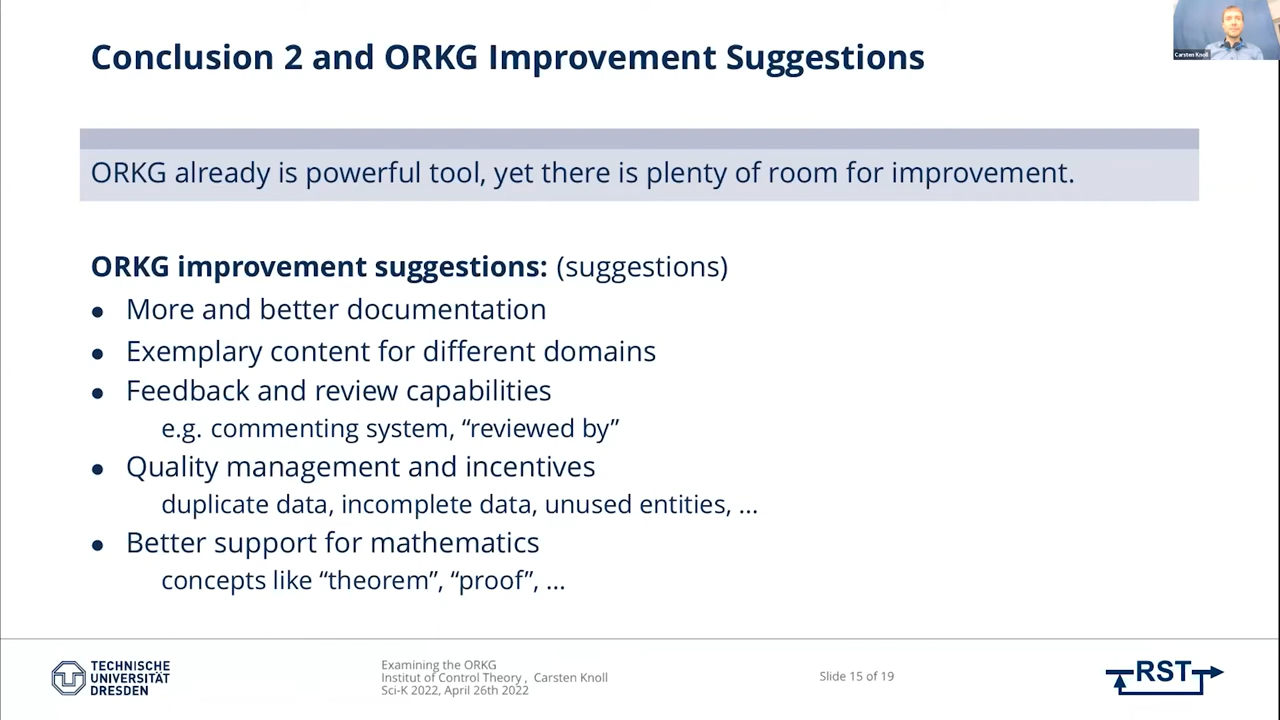 Conclusion 2 and ORKG Improvement Suggestions
Carsten Knoll
ORKG already is powerful tool, yet there is plenty of room for improvement.
ORKG improvement suggestions: (suggestions)
● More and better documentation
● Exemplary content for different domains
● Feedback and review capabilities
e.g. commenting system, “reviewed by”
● Quality management and incentives
duplicate data, incomplete data, unused entities, ...
● Better support for mathematics
concepts like “theorem”, “proof”, ...
TECHNISCHE
UNIVERSITÄT
DRESDEN
Examining the ORKG
Institut of Control Theory , Carsten Knoll
Sci-K 2022, April 26th 2022
Slide 15 of 19
RST